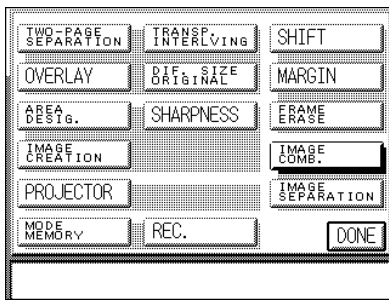 TWO-PAGE
SEPARATION
TRANSP.
INTERLVING
SHIFT
OVERLAY
DIF. SIZE
ORIGINAL
MARGIN
AREA
DESIG.
SHARPNESS
FRAME
ERASE
IMAGE
CREATION
IMAGE
COMB.
PROJECTOR
IMAGE
SEPARATION
MODE
MEMORY
REC.
DONE